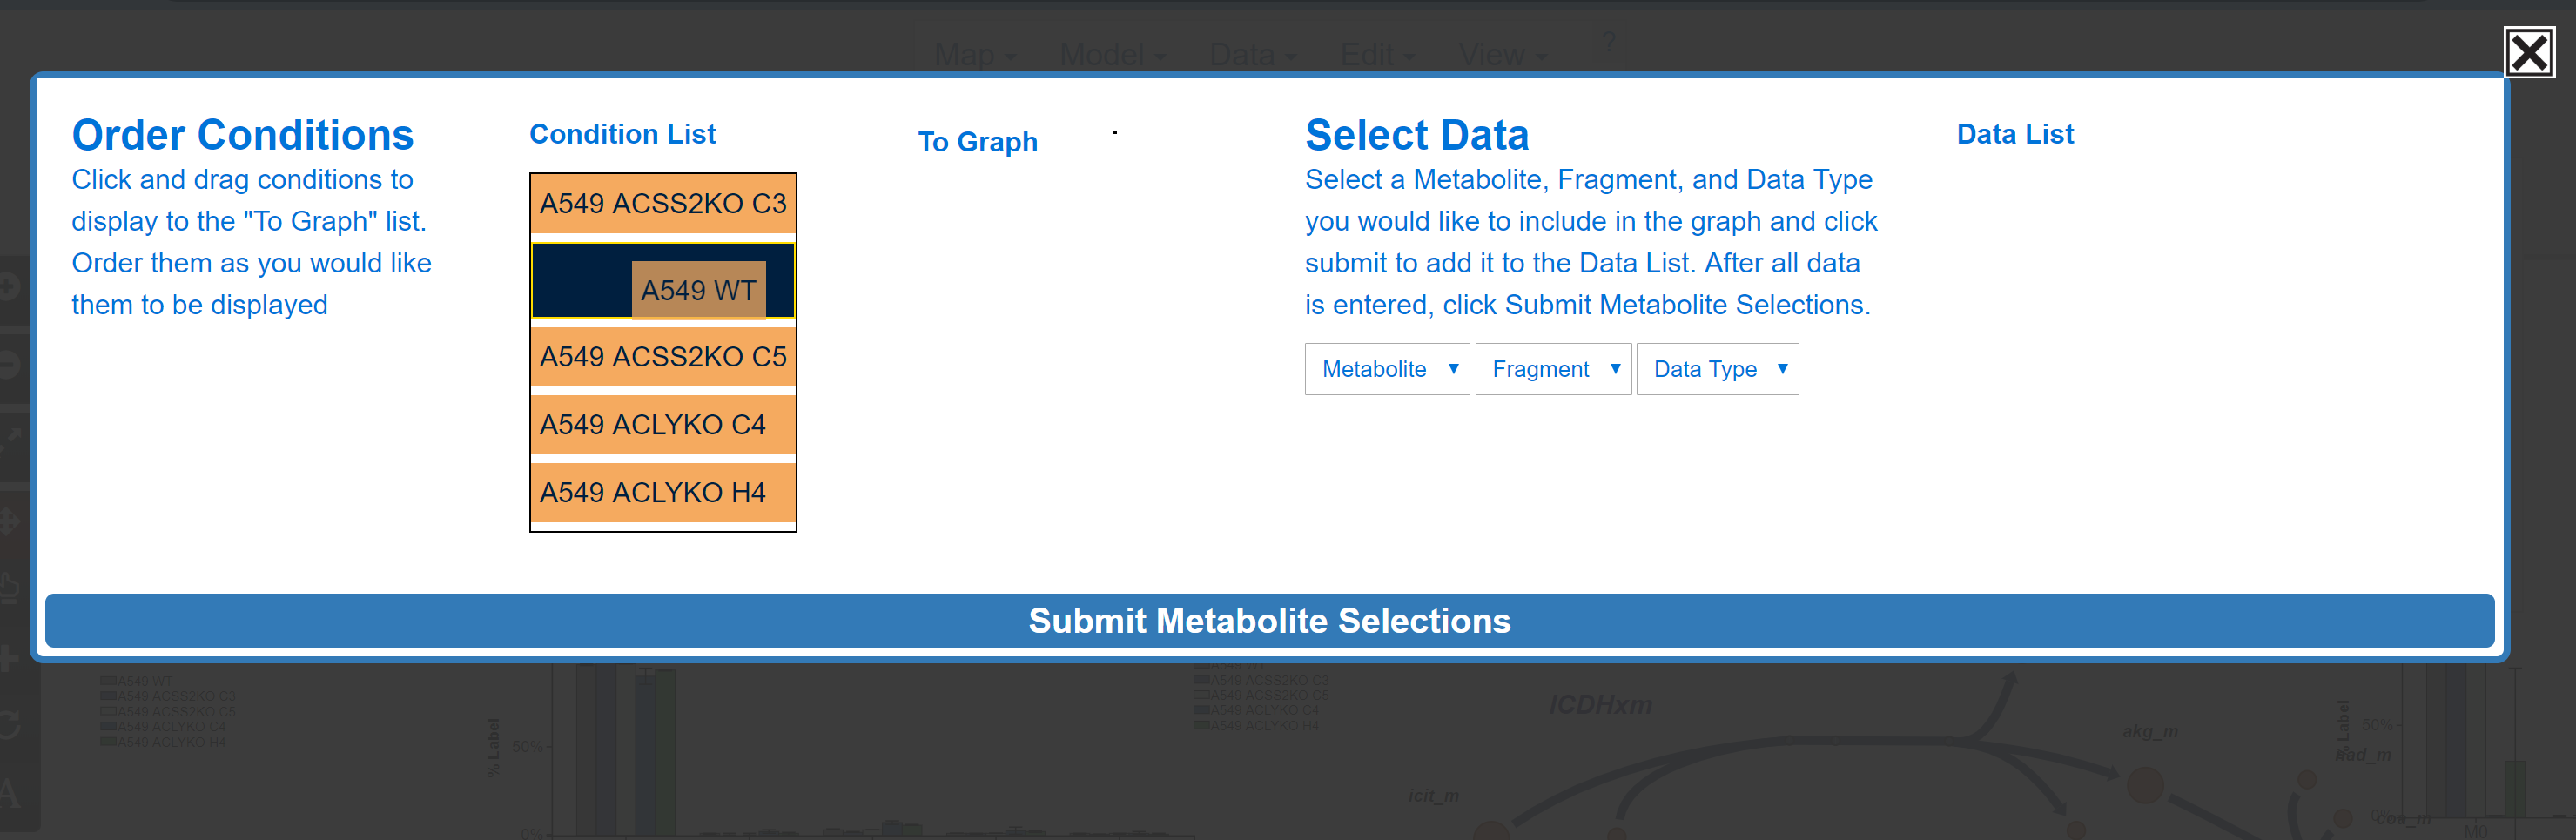 Map Model Data Edit View ?
Order Conditions
Click and drag conditions to
display to the "To Graph" list.
Order them as you would like
them to be displayed
Condition List
A549 ACSS2KO C3
A549 WT
A549 ACSS2KO C5
A549 ACLYKO C4
A549 ACLYKO H4
To Graph
Select Data
Select a Metabolite, Fragment, and Data Type
you would like to include in the graph and click
submit to add it to the Data List. After all data
is entered, click Submit Metabolite Selections.
Metabolite Fragment Data Type
Data List
Submit Metabolite Selections
A549 WT
A549 ACSS2KO C3
A549 ACSS2KO C5
A549 ACLYKO C4
A549 ACLYKO H4
% Label
50%
0%
A549 WT
A549 ACSS2KO C3
A549 ACSS2KO C5
A549 ACLYKO C4
A549 ACLYKO H4
ICDHxm
icit_m
akg_m
nad_m
coa_m
% Label
50%
0%
M0
A